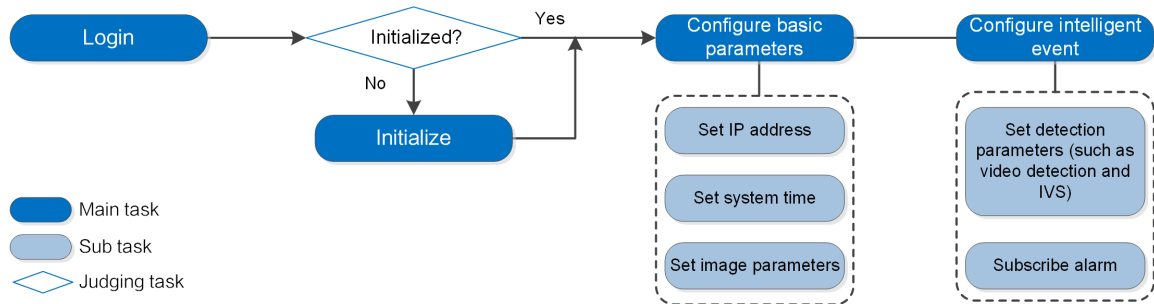 Login
Initialized?
Yes
No
Initialize
Configure basic
parameters
Set IP address
Set system time
Set image parameters
Configure intelligent
event
Set detection
parameters (such as
video detection and
IVS)
Subscribe alarm
Main task
Sub task
Judging task